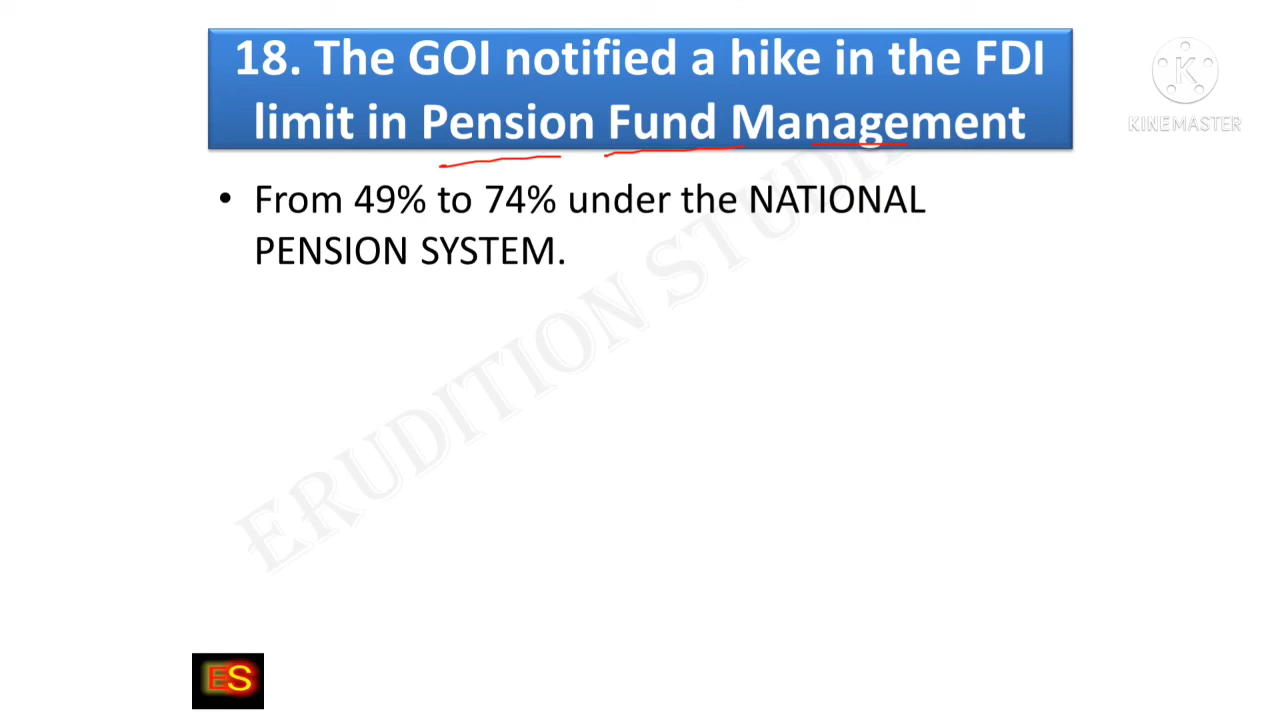 18. The GOI notified a hike in the FDI
limit in Pension Fund Management
K
KINEMASTER
• From 49% to 74% under the NATIONAL
PENSION SYSTEM.
ERUDITION
ES